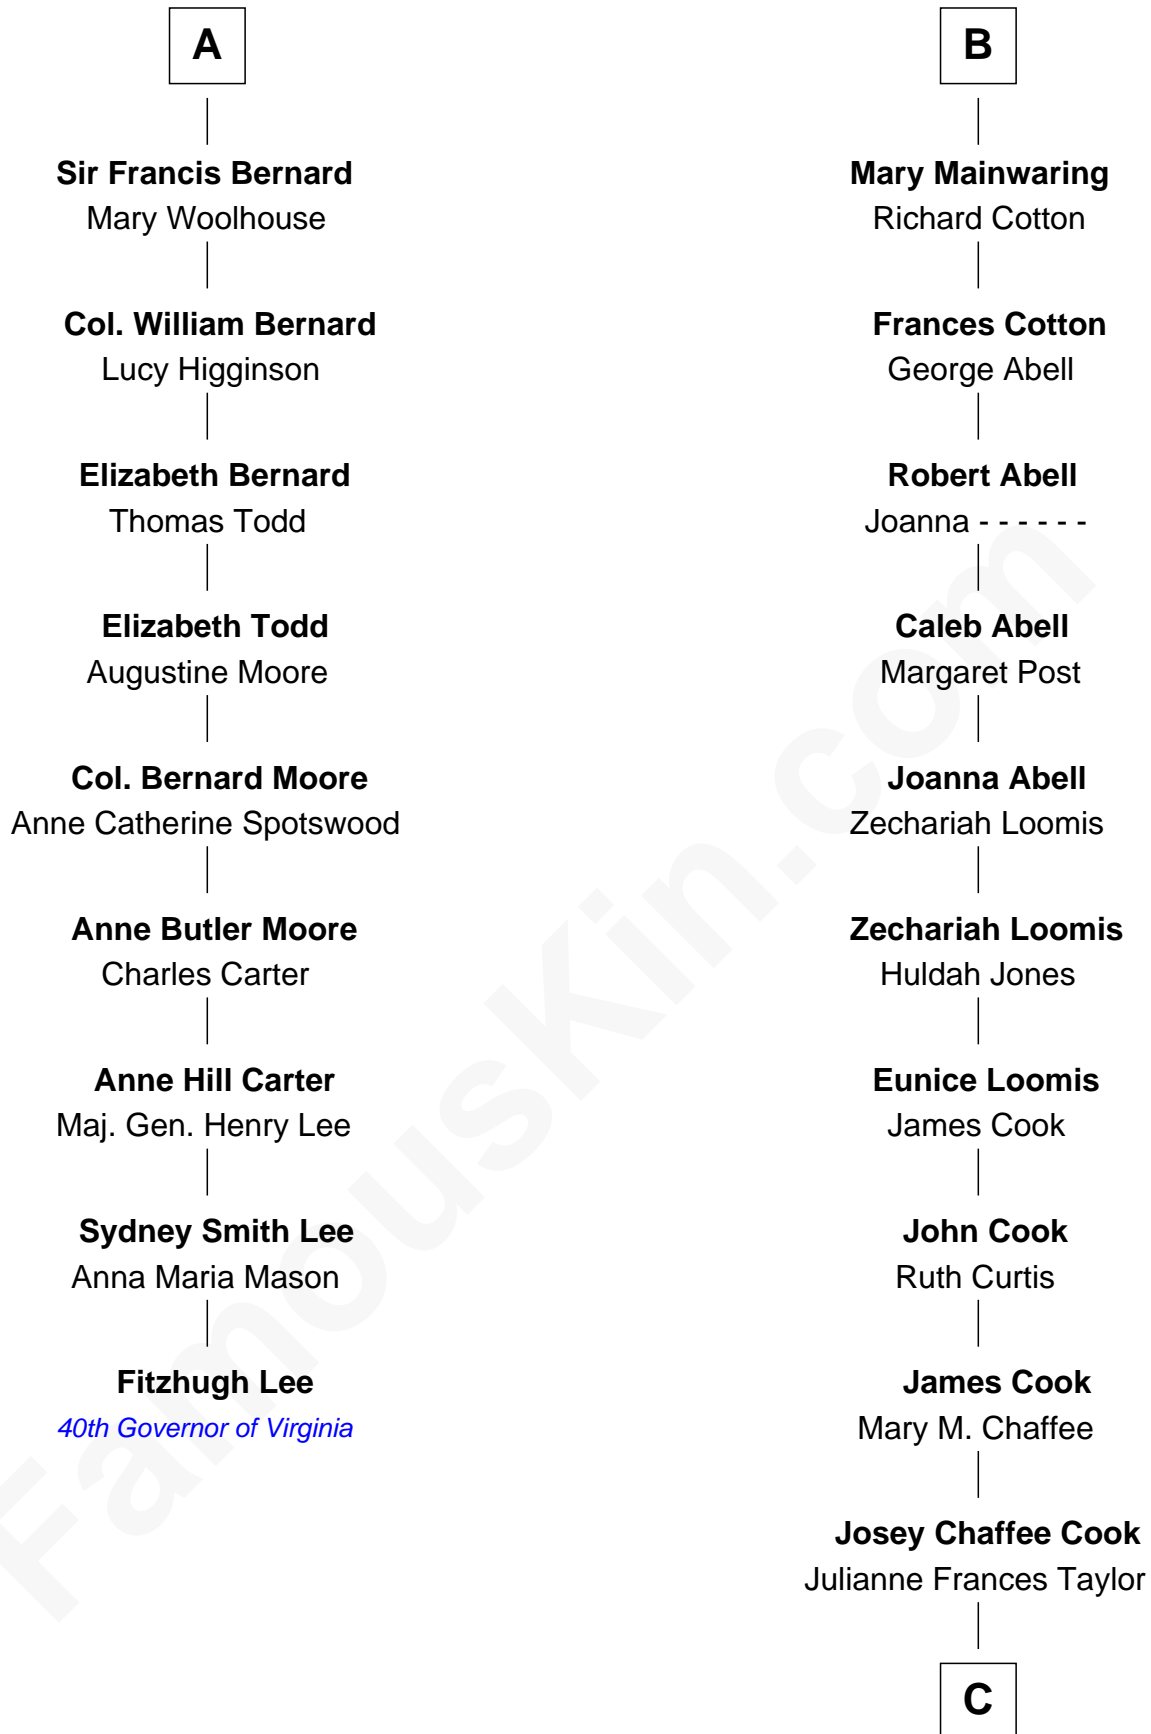 A
Sir Francis Bernard
Mary Woolhouse
Col. William Bernard
Lucy Higginson
Elizabeth Bernard
Thomas Todd
Elizabeth Todd
Augustine Moore
Col. Bernard Moore
Anne Catherine Spotswood
Anne Butler Moore
Charles Carter
Anne Hill Carter
Maj. Gen. Henry Lee
Sydney Smith Lee
Anna Maria Mason
Fitzhugh Lee
40th Governor of Virginia
B
Mary Mainwaring
Richard Cotton
Frances Cotton
George Abell
Robert Abell
Joanna - - - - - -
Caleb Abell
Margaret Post
Joanna Abell
Zechariah Loomis
Zechariah Loomis
Huldah Jones
Eunice Loomis
James Cook
John Cook
Ruth Curtis
James Cook
Mary M. Chaffee
Josey Chaffee Cook
Julianne Frances Taylor
C
FamousKin.com